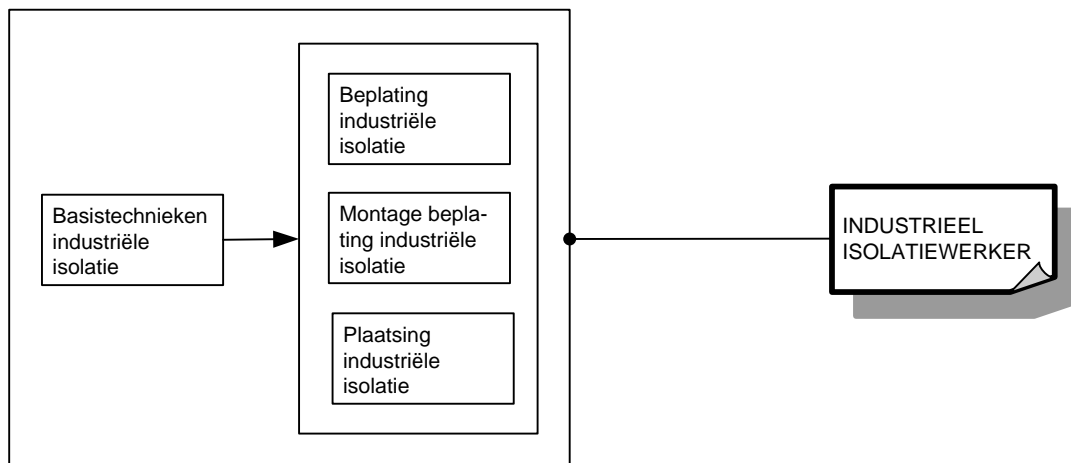 Basistechnieken
industriële
isolatie
Beplating
industriële
isolatie
Montage bepla-
ting industriële
isolatie
Plaatsing
industriële
isolatie
INDUSTRIEEL
ISOLATIEWERKER